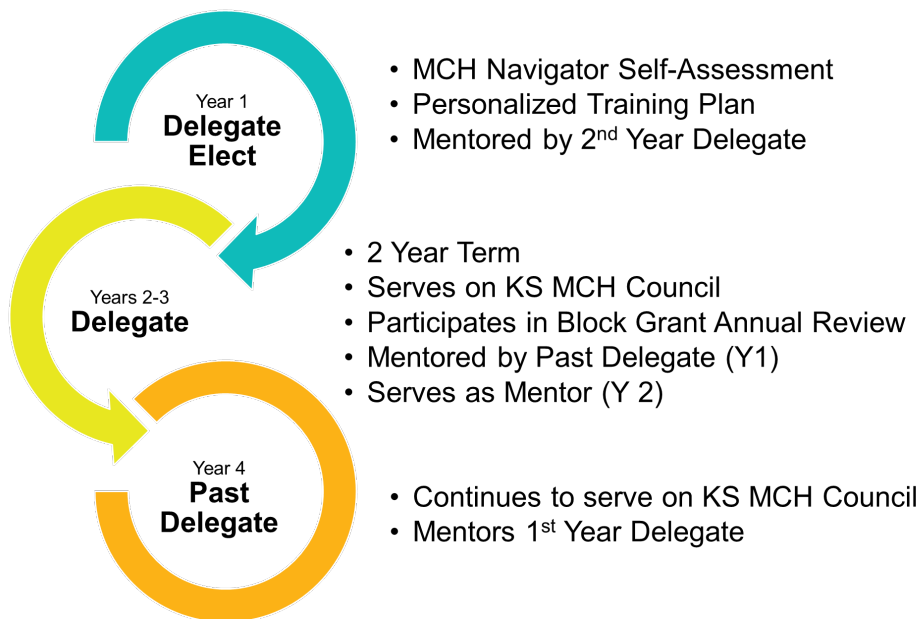 Year 1
Delegate
Elect
• MCH Navigator Self-Assessment
• Personalized Training Plan
• Mentored by 2nd Year Delegate
Years 2-3
Delegate
• 2 Year Term
• Serves on KS MCH Council
• Participates in Block Grant Annual Review
• Mentored by Past Delegate (Y1)
• Serves as Mentor (Y 2)
Year 4
Past
Delegate
• Continues to serve on KS MCH Council
• Mentors 1st Year Delegate